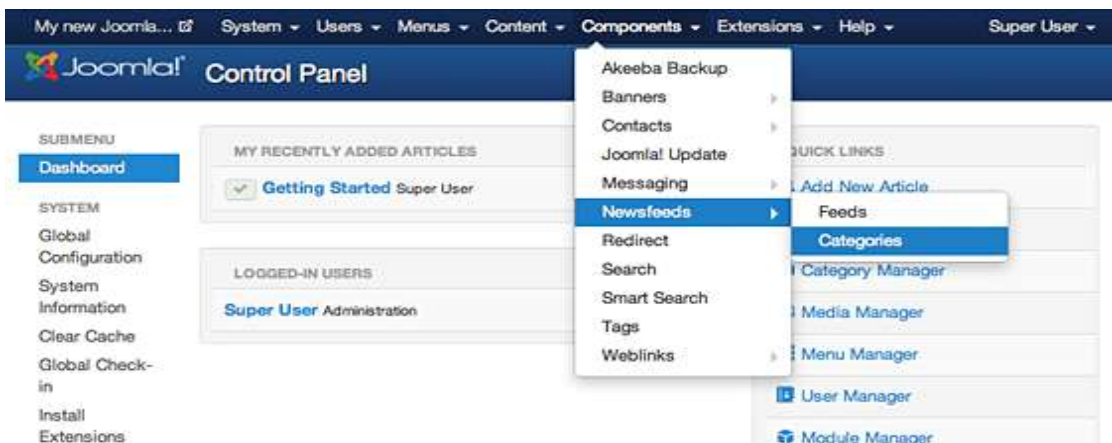 My new Joomla... System Users Menus Content Components Extensions Help Super User
Joomla! Control Panel
SUBMENU
Dashboard
SYSTEM
Global
Configuration
System
Information
Clear Cache
Global Check-
in
Install
Extensions
MY RECENTLY ADDED ARTICLES
Getting Started Super User
LOGGED-IN USERS
Super User Administration
Akeeba Backup
Banners
Contacts
Joomla! Update
Messaging
Newsfeeds
Redirect
Search
Smart Search
Tags
Weblinks
Feeds
Categories
QUICK LINKS
Add New Article
Category Manager
Media Manager
Menu Manager
User Manager
Module Manager